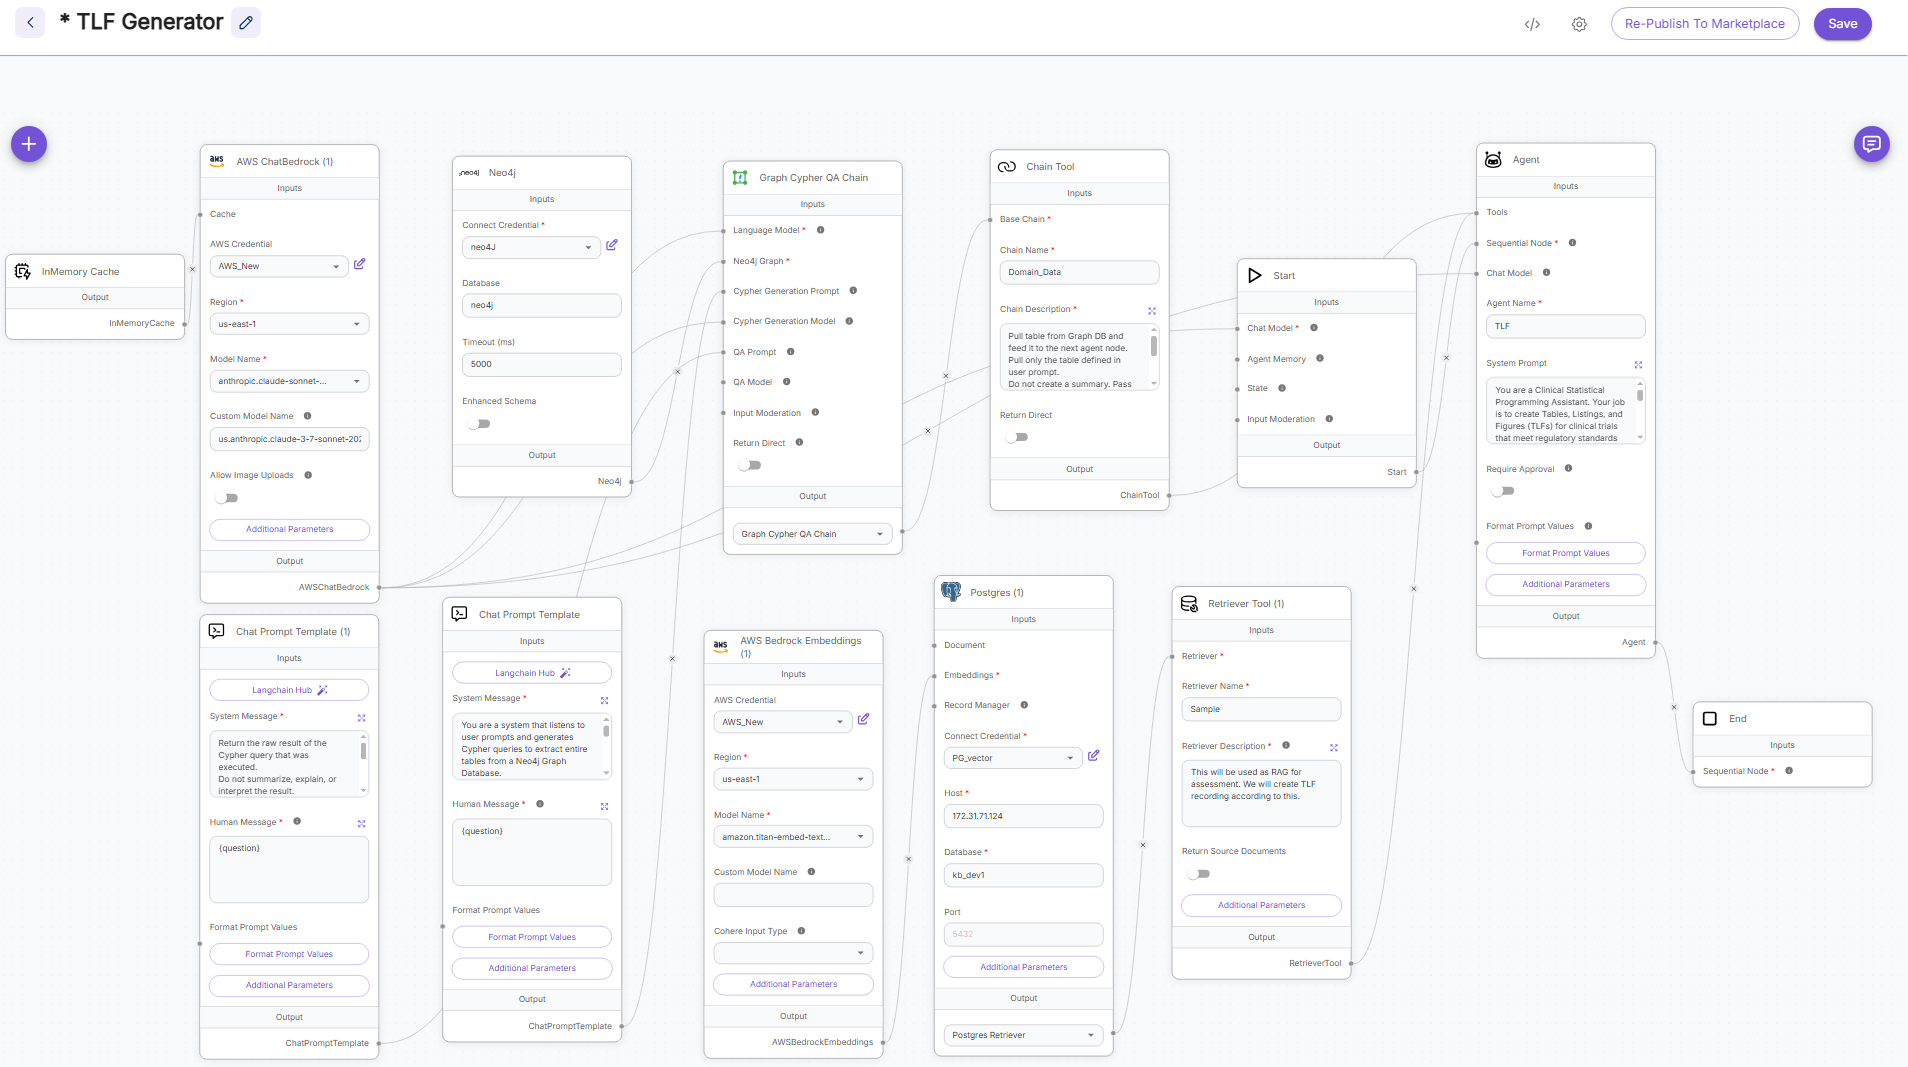 * TLF Generator
</>
Re-Publish To Marketplace
Save
InMemory Cache
Output
InMemoryCache
aws
AWS ChatBedrock (1)
Inputs
Cache
AWS Credential
AWS_New
Region *
us-east-1
Model Name *
anthropic.claude-sonnet-...
Custom Model Name
us.anthropic.claude-3-7-sonnet-202
Allow Image Uploads
Additional Parameters
Output
AWSChatBedrock
Chat Prompt Template (1)
Inputs
Langchain Hub
System Message *
Return the raw result of the
Cypher query that was
executed.
Do not summarize, explain, or
interpret the result.
Human Message *
{question}
Format Prompt Values
Format Prompt Values
Additional Parameters
Output
ChatPromptTemplate
neo4j
Neo4j
Inputs
Connect Credential *
neo4J
Database
neo4j
Timeout (ms)
5000
Enhanced Schema
Output
Neo4j
Chat Prompt Template
Inputs
Langchain Hub
System Message *
You are a system that listens to
user prompts and generates
Cypher queries to extract entire
tables from a Neo4j Graph
Database.
Human Message *
{question}
Format Prompt Values
Format Prompt Values
Additional Parameters
Output
ChatPromptTemplate
Graph Cypher QA Chain
Inputs
Language Model *
Neo4j Graph *
Cypher Generation Prompt
Cypher Generation Model
QA Prompt
QA Model
Input Moderation
Return Direct
Output
Graph Cypher QA Chain
aws
AWS Bedrock Embeddings
(1)
Inputs
AWS Credential
AWS_New
Region *
us-east-1
Model Name *
amazon.titan-embed-text...
Custom Model Name
Cohere Input Type
Additional Parameters
Output
AWSBedrockEmbeddings
Chain Tool
Inputs
Base Chain *
Chain Name *
Domain_Data
Chain Description *
Pull table from Graph DB and
feed it to the next agent node.
Pull only the table defined in
user prompt.
Do not create a summary. Pass
Return Direct
Output
ChainTool
Postgres (1)
Inputs
Document
Embeddings *
Record Manager
Connect Credential *
PG_vector
Host *
172.31.71.124
Database *
kb_dev1
Port
5432
Additional Parameters
Output
Postgres Retriever
Start
Inputs
Chat Model *
Agent Memory
State
Input Moderation
Output
Start
Retriever Tool (1)
Inputs
Retriever *
Retriever Name *
Sample
Retriever Description *
This will be used as RAG for
assessment. We will create TLF
recording according to this.
Return Source Documents
Additional Parameters
Output
RetrieverTool
Agent
Inputs
Tools
Sequential Node *
Chat Model
Agent Name *
TLF
System Prompt
You are a Clinical Statistical
Programming Assistant. Your job
is to create Tables, Listings, and
Figures (TLFs) for clinical trials
that meet regulatory standards
Require Approval
Format Prompt Values
Format Prompt Values
Additional Parameters
Output
Agent
End
Inputs
Sequential Node *